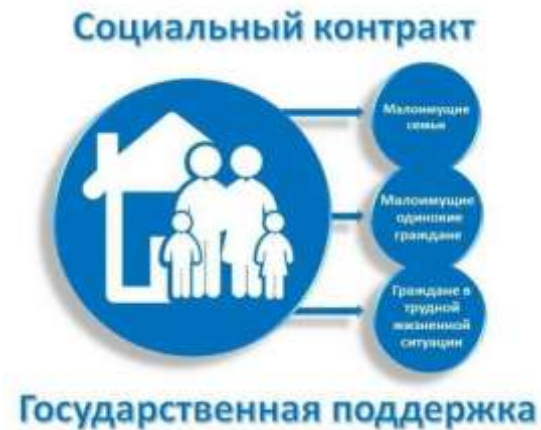 Социальный контракт
Малоимущие
семьи
Малоимущие
одинокие
граждане
Граждане в
трудной
жизненной
ситуации
Государственная поддержка